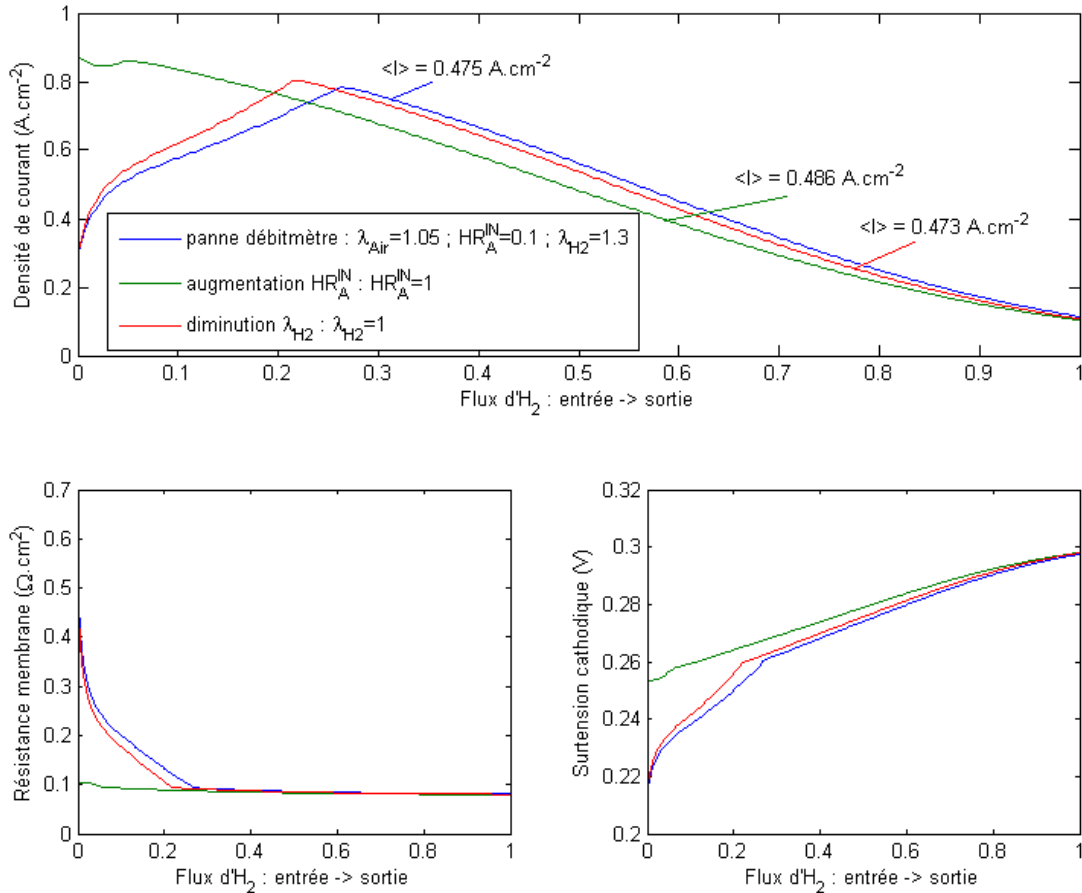 1
0.8
0.6
0.4
0.2
0
Densité de courant (A.cm-2)
<I> = 0.475 A.cm-2
<I> = 0.486 A.cm-2
<I> = 0.473 A.cm-2
panne débitmètre : λAir=1.05 ; HRAIN=0.1 ; λH2=1.3
augmentation HRAIN : HRAIN=1
diminution λH2 : λH2=1
0 0.1 0.2 0.3 0.4 0.5 0.6 0.7 0.8 0.9 1
Flux d'H2 : entrée -> sortie
0.7
0.6
0.5
0.4
0.3
0.2
0.1
0
Résistance membrane (Ω.cm2)
0 0.2 0.4 0.6 0.8 1
Flux d'H2 : entrée -> sortie
0.32
0.3
0.28
0.26
0.24
0.22
0.2
Surtension cathodique (V)
0 0.2 0.4 0.6 0.8 1
Flux d'H2 : entrée -> sortie